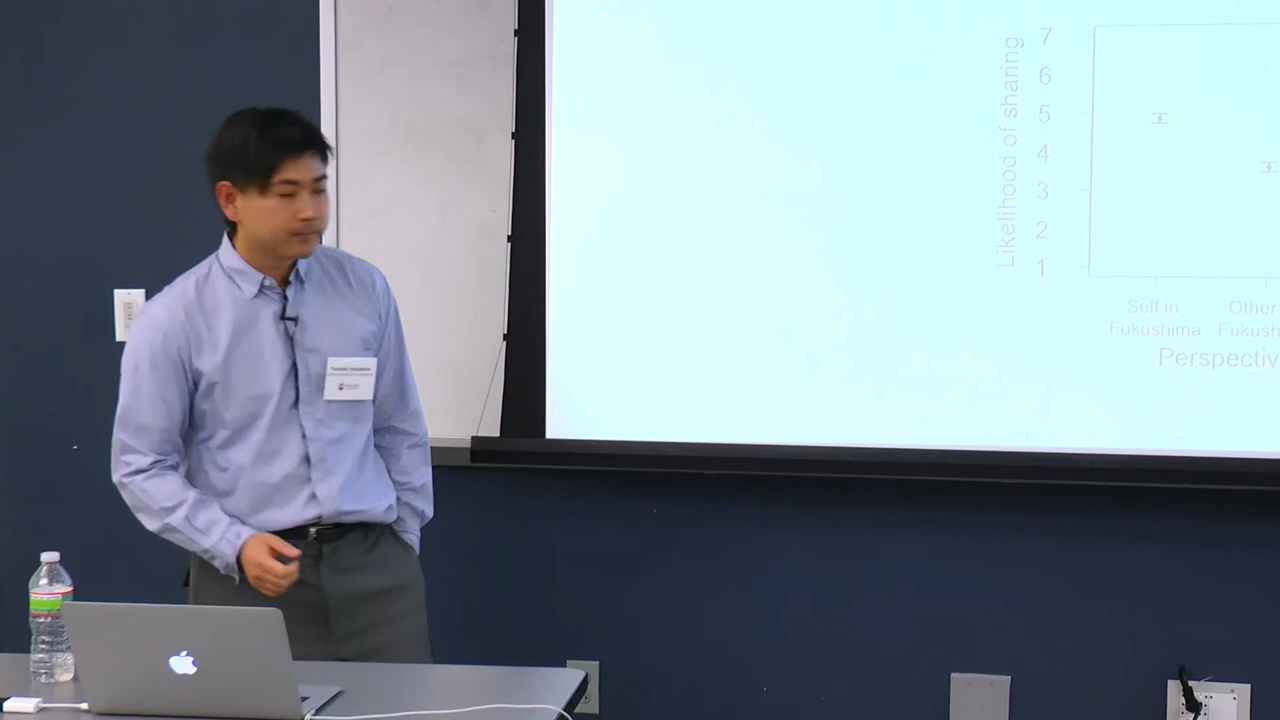 Likelihood of sharing
7
6
5
4
3
2
1
Self in Other
Fukushima Fukush
Perspectiv